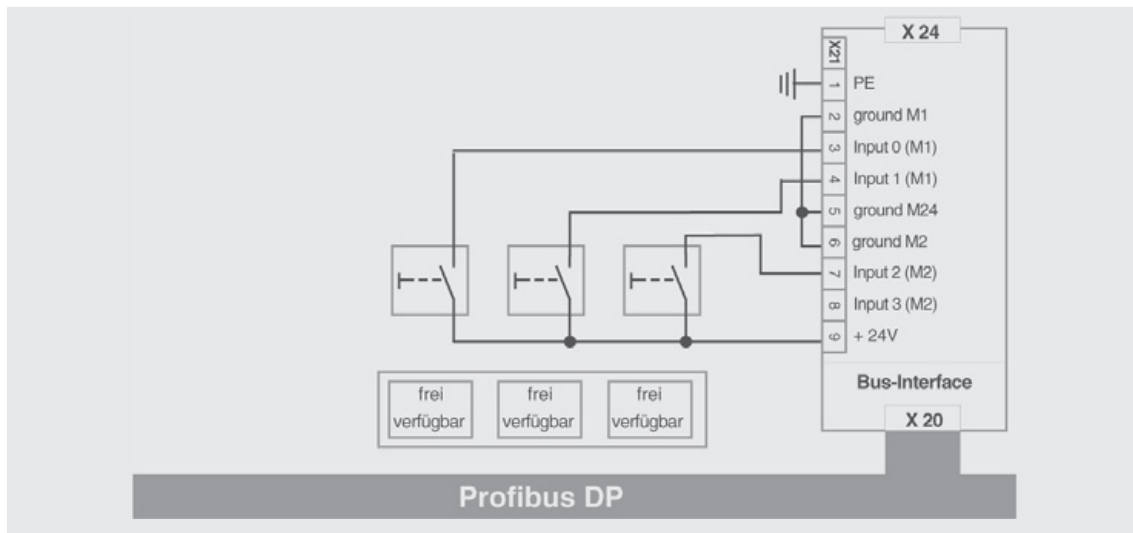 X 24
X21
1 PE
2 ground M1
3 Input 0 (M1)
4 Input 1 (M1)
5 ground M24
6 ground M2
7 Input 2 (M2)
8 Input 3 (M2)
9 + 24V
Bus-Interface
X 20
frei
verfügbar
frei
verfügbar
frei
verfügbar
Profibus DP